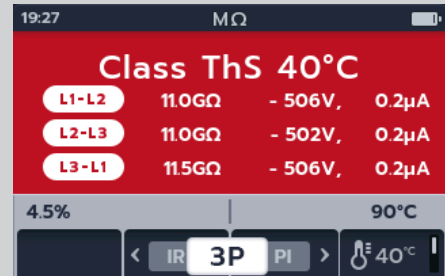 19:27 MΩ
Class ThS 40°C
L1-L2 11.0GΩ - 506V, 0.2µA
L2-L3 11.0GΩ - 502V, 0.2µA
L3-L1 11.5GΩ - 506V, 0.2µA
4.5% 90°C
< IR 3P PI > 40°C